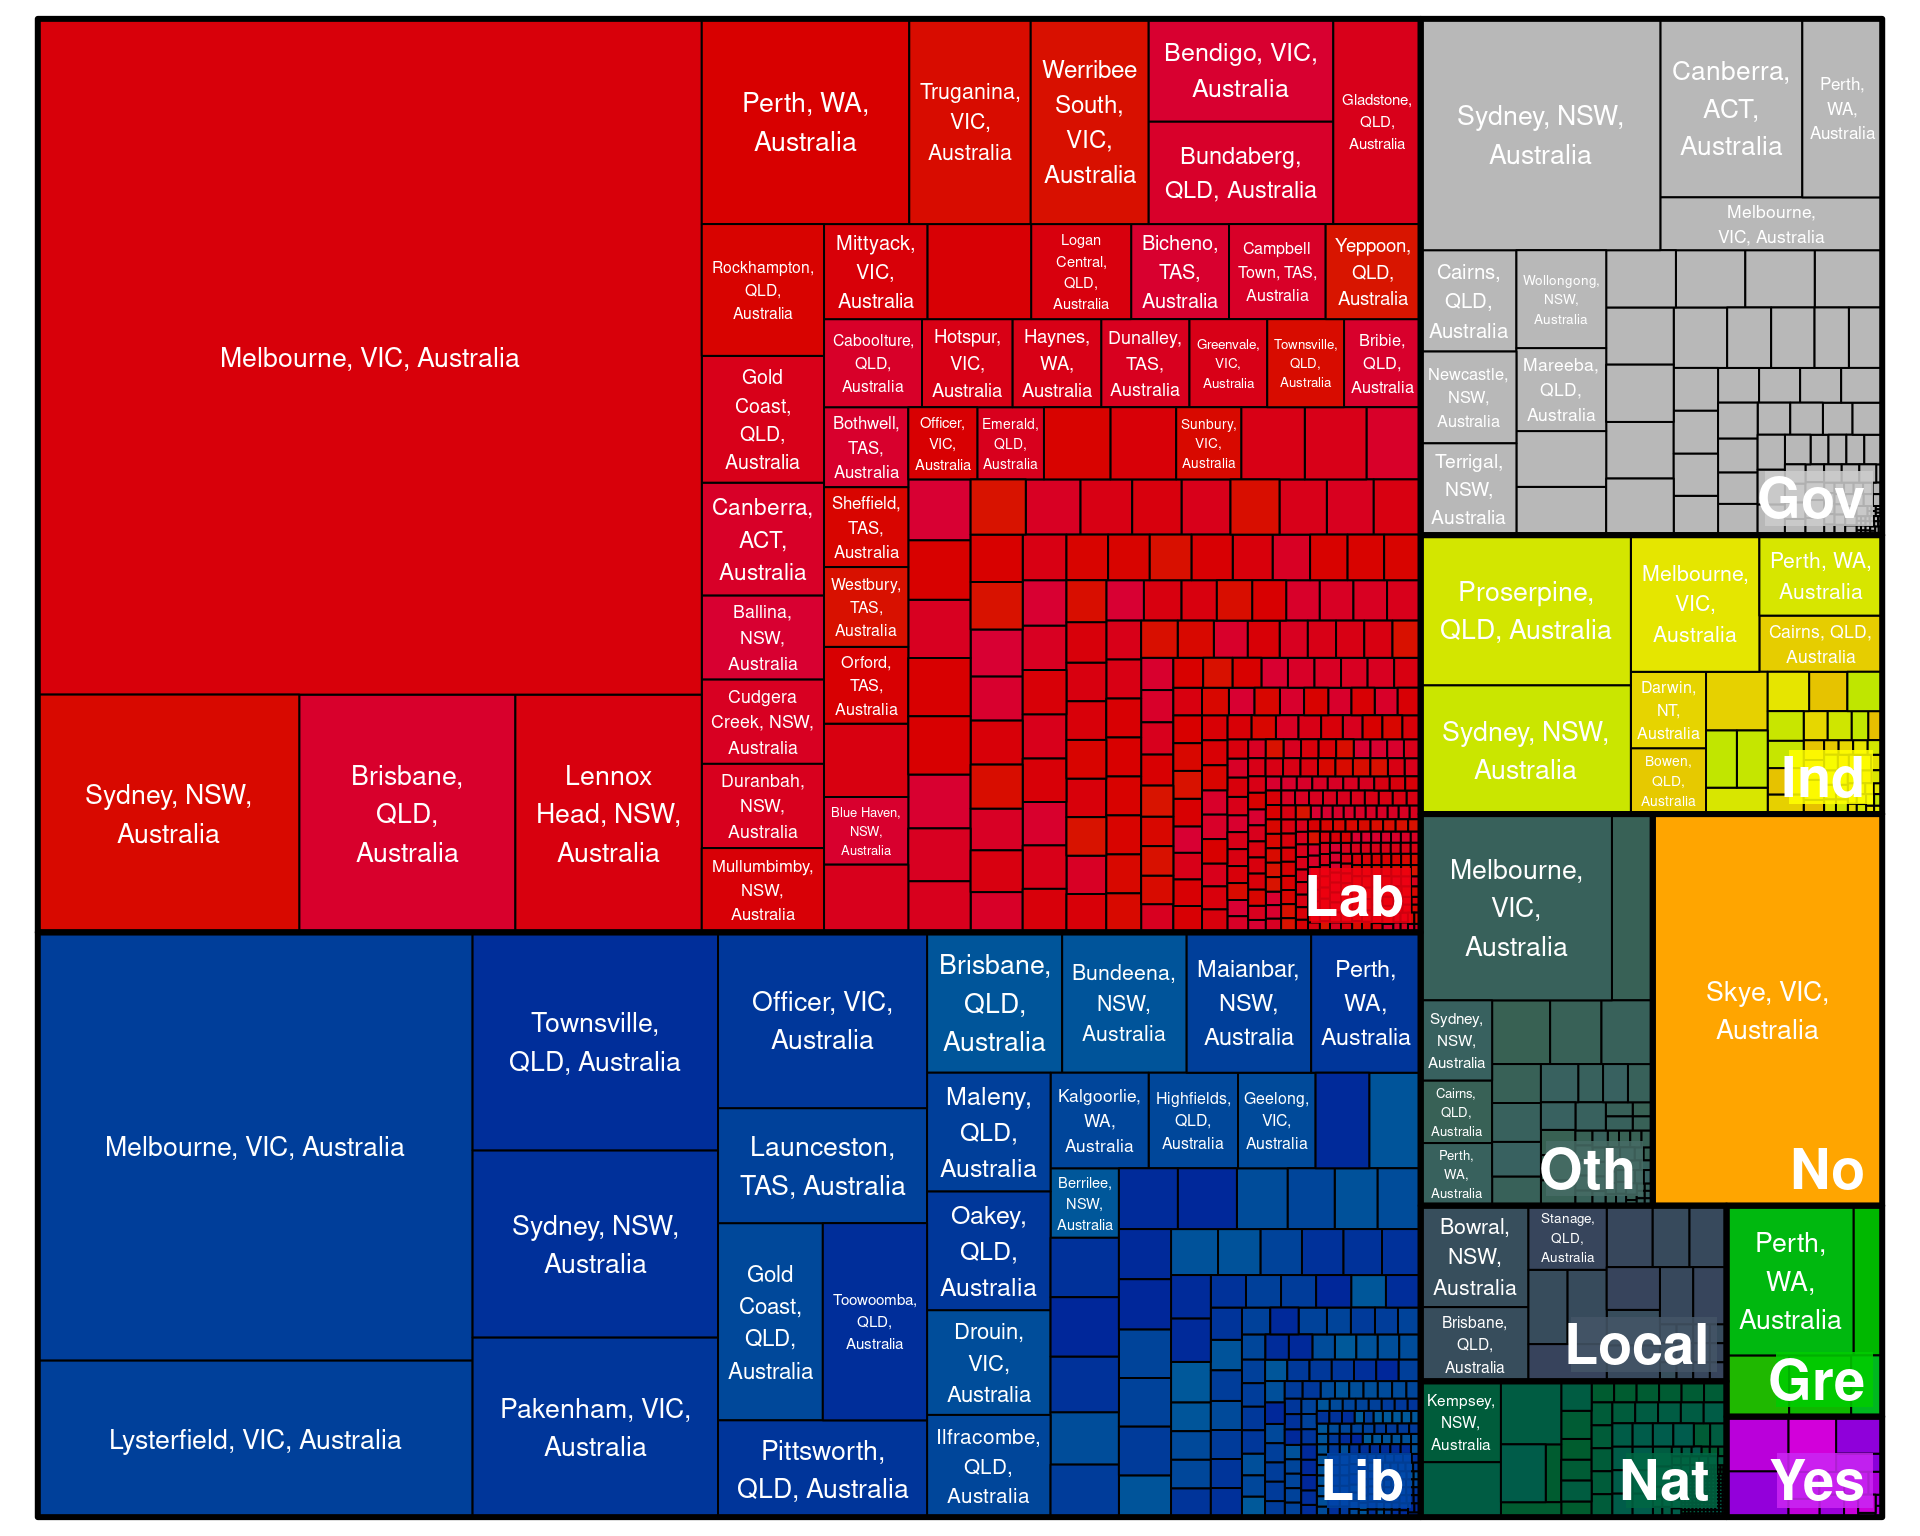 Melbourne, VIC, Australia
Sydney, NSW,
Australia
Brisbane,
QLD,
Australia
Lennox
Head, NSW,
Australia
Perth, WA,
Australia
Truganina,
VIC,
Australia
Werribee
South,
VIC,
Australia
Bendigo, VIC,
Australia
Bundaberg,
QLD, Australia
Gladstone,
QLD,
Australia
Rockhampton,
QLD,
Australia
Gold
Coast,
QLD,
Australia
Canberra,
ACT,
Australia
Ballina,
NSW,
Australia
Cudgera
Creek, NSW,
Australia
Duranbah,
NSW,
Australia
Mullumbimby,
NSW,
Australia
Mittyack,
VIC,
Australia
Logan
Central,
QLD,
Australia
Bicheno,
TAS,
Australia
Campbell
Town, TAS,
Australia
Yeppoon,
QLD,
Australia
Caboolture,
QLD,
Australia
Hotspur,
VIC,
Australia
Haynes,
WA,
Australia
Dunalley,
TAS,
Australia
Greenvale,
VIC,
Australia
Townsville,
QLD,
Australia
Bribie,
QLD,
Australia
Bothwell,
TAS,
Australia
Officer,
VIC,
Australia
Emerald,
QLD,
Australia
Sunbury,
VIC,
Australia
Sheffield,
TAS,
Australia
Westbury,
TAS,
Australia
Orford,
TAS,
Australia
Blue Haven,
NSW,
Australia
Lab
Melbourne, VIC, Australia
Lysterfield, VIC, Australia
Townsville,
QLD, Australia
Sydney, NSW,
Australia
Pakenham, VIC,
Australia
Officer, VIC,
Australia
Launceston,
TAS, Australia
Gold
Coast,
QLD,
Australia
Toowoomba,
QLD,
Australia
Pittsworth,
QLD, Australia
Brisbane,
QLD,
Australia
Bundeena,
NSW,
Australia
Maianbar,
NSW,
Australia
Perth,
WA,
Australia
Maleny,
QLD,
Australia
Oakey,
QLD,
Australia
Drouin,
VIC,
Australia
Ilfracombe,
QLD,
Australia
Kalgoorlie,
WA,
Australia
Highfields,
QLD,
Australia
Geelong,
VIC,
Australia
Berrilee,
NSW,
Australia
Lib
Sydney, NSW,
Australia
Canberra,
ACT,
Australia
Perth,
WA,
Australia
Melbourne,
VIC, Australia
Cairns,
QLD,
Australia
Newcastle,
NSW,
Australia
Terrigal,
NSW,
Australia
Wollongong,
NSW,
Australia
Mareeba,
QLD,
Australia
Gov
Proserpine,
QLD, Australia
Sydney, NSW,
Australia
Melbourne,
VIC,
Australia
Perth, WA,
Australia
Cairns, QLD,
Australia
Darwin,
NT,
Australia
Bowen,
QLD,
Australia
Ind
Melbourne,
VIC,
Australia
Sydney,
NSW,
Australia
Cairns,
QLD,
Australia
Perth,
WA,
Australia
Oth
Skye, VIC,
Australia
No
Bowral,
NSW,
Australia
Brisbane,
QLD,
Australia
Stanage,
QLD,
Australia
Local
Perth,
WA,
Australia
Gre
Kempsey,
NSW,
Australia
Nat
Yes